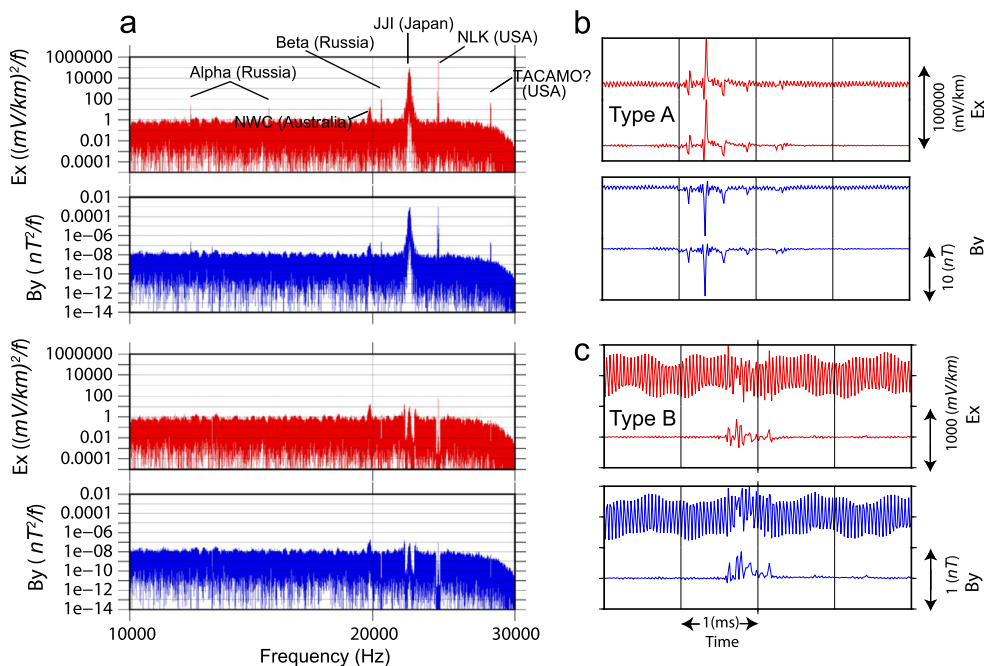 a
JJI (Japan)
Beta (Russia)
NLK (USA)
Alpha (Russia)
TACAMO?
(USA)
NWC (Australia)
1000000
10000
100
1
0.01
0.0001
Ex ((mV/km)²/f)
0.01
0.0001
1e−06
1e−08
1e−10
1e−12
1e−14
By ( nT²/f)
1000000
10000
100
1
0.01
0.0001
Ex ((mV/km)²/f)
0.01
0.0001
1e−06
1e−08
1e−10
1e−12
1e−14
By ( nT²/f)
10000
20000
30000
Frequency (Hz)
b
Type A
100000
(mV/km)
Ex
10 (nT)
By
c
Type B
1000 (mV/km)
Ex
1 (nT)
By
1(ms)
Time